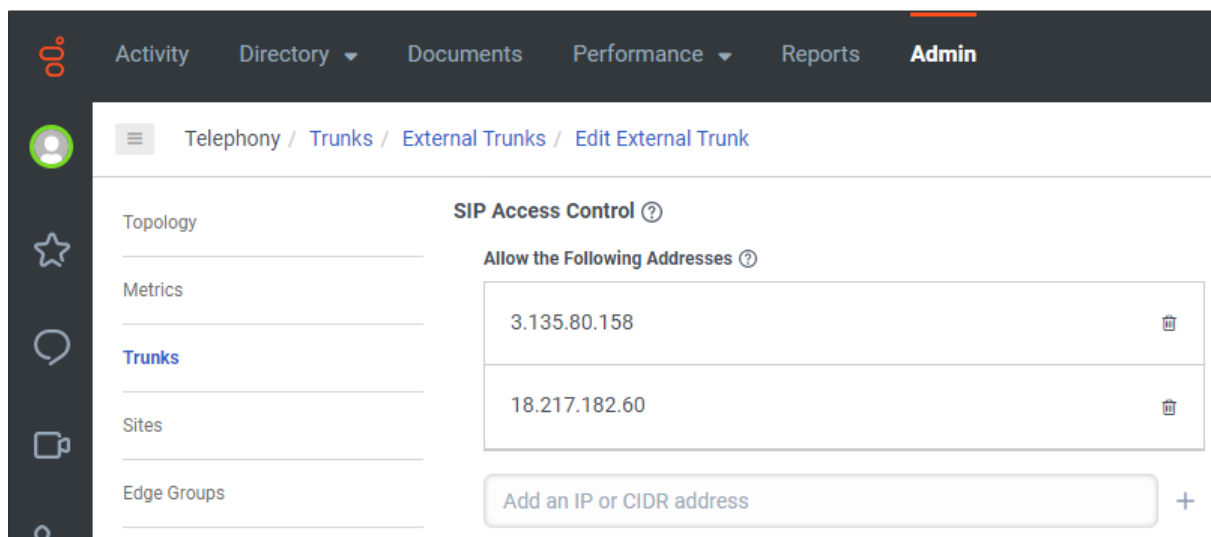 Activity Directory Documents Performance Reports Admin
Telephony / Trunks / External Trunks / Edit External Trunk
Topology
Metrics
Trunks
Sites
Edge Groups
SIP Access Control
Allow the Following Addresses
3.135.80.158
18.217.182.60
Add an IP or CIDR address